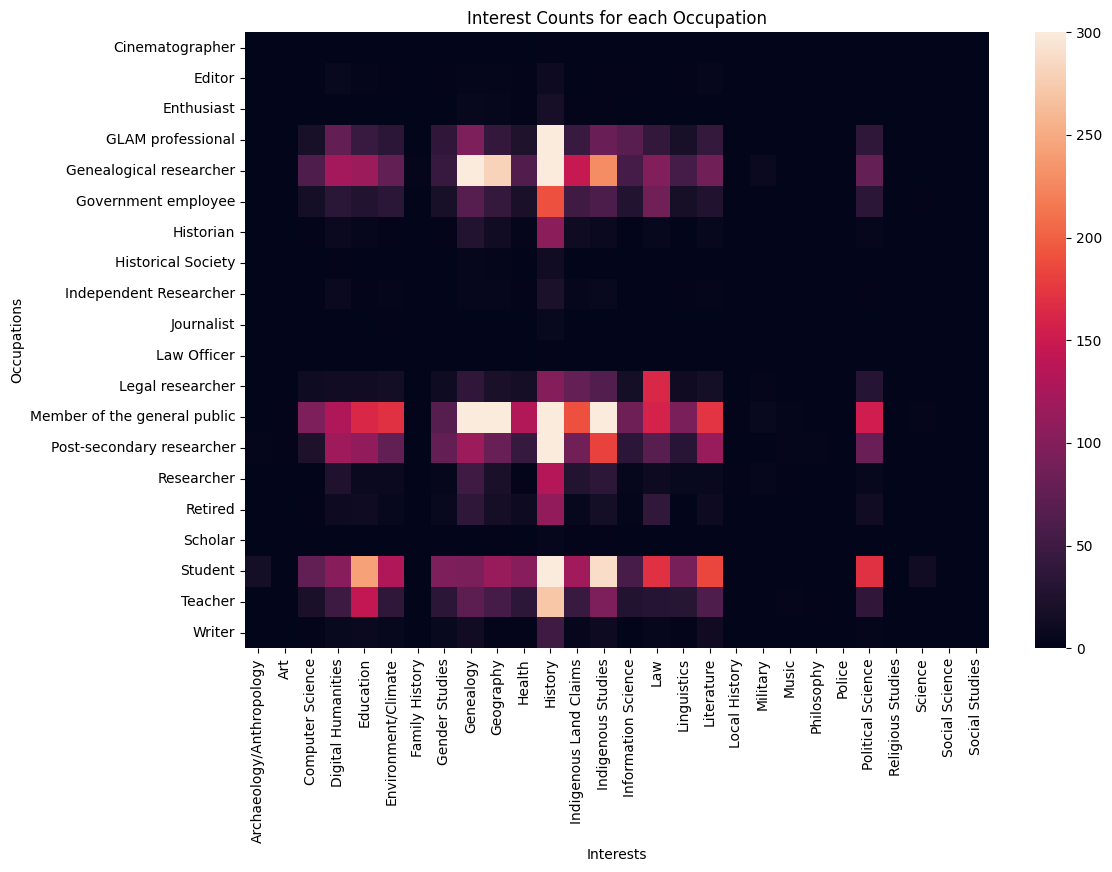 Interest Counts for each Occupation
Occupations
Cinematographer
Editor
Enthusiast
GLAM professional
Genealogical researcher
Government employee
Historian
Historical Society
Independent Researcher
Journalist
Law Officer
Legal researcher
Member of the general public
Post-secondary researcher
Researcher
Retired
Scholar
Student
Teacher
Writer
Archaeology/Anthropology
Art
Computer Science
Digital Humanities
Education
Environment/Climate
Family History
Gender Studies
Genealogy
Geography
Health
History
Indigenous Land Claims
Indigenous Studies
Information Science
Law
Linguistics
Literature
Local History
Military
Music
Philosophy
Police
Political Science
Religious Studies
Science
Social Science
Social Studies
Interests
300
250
200
150
100
50
0